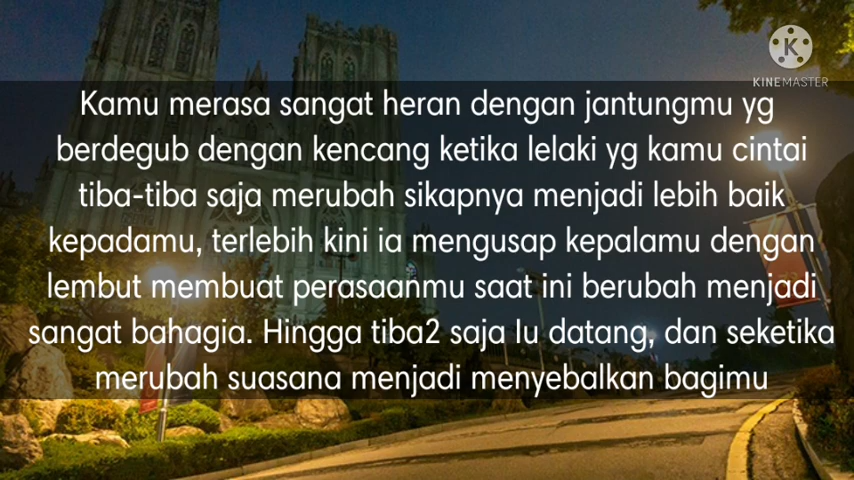 KINEMASTER
Kamu merasa sangat heran dengan jantungmu yg
berdegub dengan kencang ketika lelaki yg kamu cintai
tiba-tiba saja merubah sikapnya menjadi lebih baik
kepadamu, terlebih kini ia mengusap kepalamu dengan
lembut membuat perasaanmu saat ini berubah menjadi
sangat bahagia. Hingga tiba2 saja Iu datang, dan seketika
merubah suasana menjadi menyebalkan bagimu